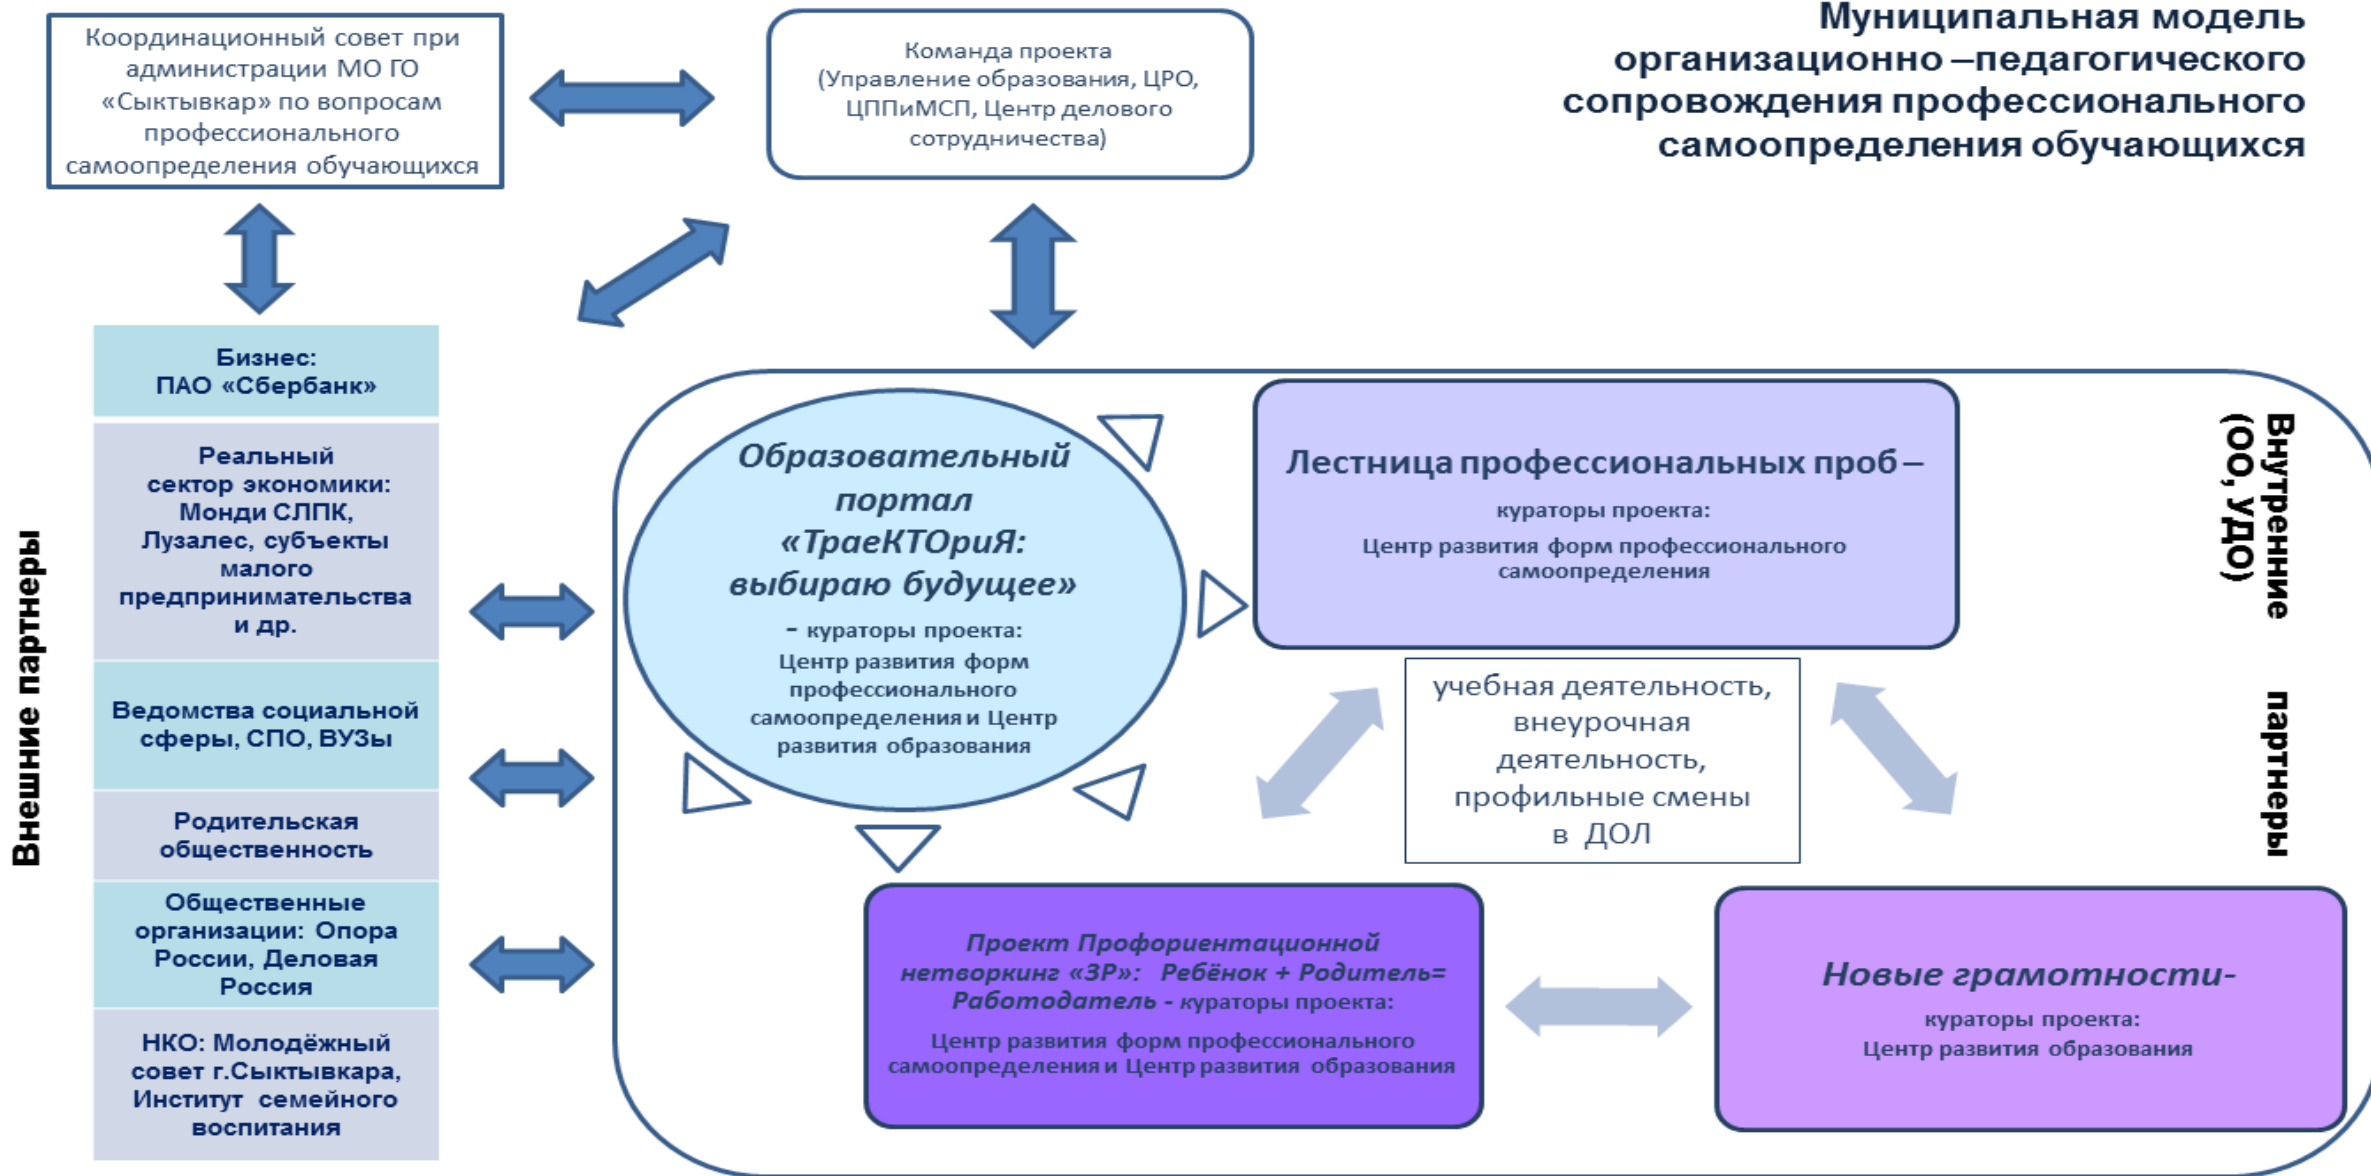 Муниципальная модель
организационно –педагогического
сопровождения профессионального
самоопределения обучающихся
Координационный совет при
администрации МО ГО
«Сыктывкар» по вопросам
профессионального
самоопределения обучающихся
Команда проекта
(Управление образования, ЦРО,
ЦППиМСП, Центр делового
сотрудничества)
Внешние партнеры
Бизнес:
ПАО «Сбербанк»
Реальный
сектор экономики:
Монди СЛПК,
Лузалес, субъекты
малого
предпринимательства
и др.
Ведомства социальной
сферы, СПО, ВУЗы
Родительская
общественность
Общественные
организации: Опора
России, Деловая
Россия
НКО: Молодёжный
совет г.Сыктывкара,
Институт семейного
воспитания
Образовательный
портал
«ТраеКТОриЯ:
выбираю будущее»
- кураторы проекта:
Центр развития форм
профессионального
самоопределения и Центр
развития образования
Лестница профессиональных проб –
кураторы проекта:
Центр развития форм профессионального
самоопределения
учебная деятельность,
внеурочная
деятельность,
профильные смены
в ДОЛ
Внутренние партнеры
(ОО, УДО)
Проект Профориентационной
нетворкинг «3Р»: Ребёнок + Родитель=
Работодатель - кураторы проекта:
Центр развития форм профессионального
самоопределения и Центр развития образования
Новые грамотности-
кураторы проекта:
Центр развития образования